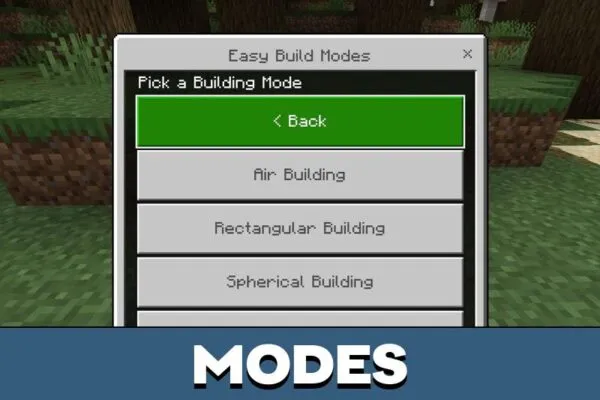 Easy Build Modes ×
Pick a Building Mode
< Back
Air Building
Rectangular Building
Spherical Building
MODES